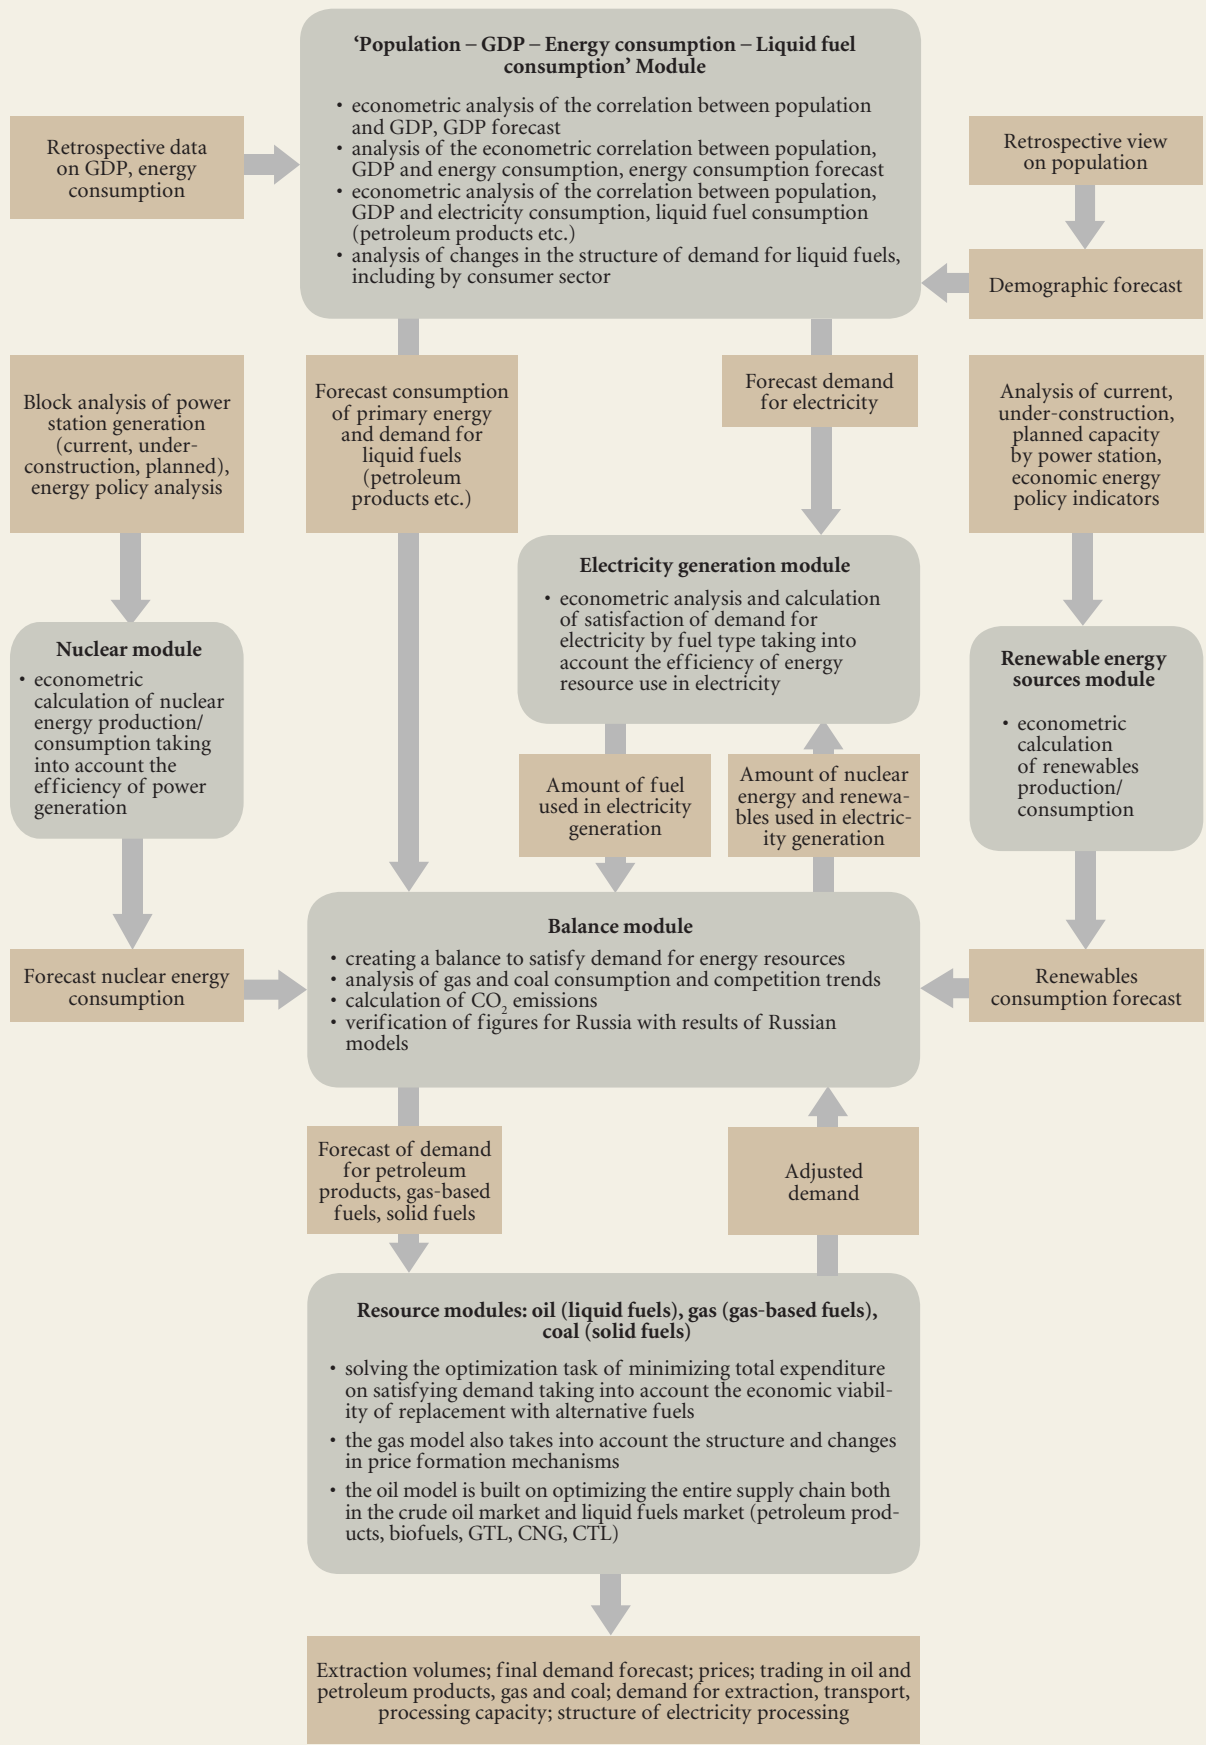 ‘Population – GDP – Energy consumption – Liquid fuel
consumption’ Module
• econometric analysis of the correlation between population
and GDP, GDP forecast
• analysis of the econometric correlation between population,
GDP and energy consumption, energy consumption forecast
• econometric analysis of the correlation between population,
GDP and electricity consumption, liquid fuel consumption
(petroleum products etc.)
• analysis of changes in the structure of demand for liquid fuels,
including by consumer sector
Retrospective data
on GDP, energy
consumption
Retrospective view
on population
Demographic forecast
Block analysis of power
station generation
(current, under-
construction, planned),
energy policy analysis
Forecast consumption
of primary energy
and demand for
liquid fuels
(petroleum
products etc.)
Forecast demand
for electricity
Analysis of current,
under-construction,
planned capacity
by power station,
economic energy
policy indicators
Electricity generation module
• econometric analysis and calculation
of satisfaction of demand for
electricity by fuel type taking into
account the efficiency of energy
resource use in electricity
Nuclear module
• econometric
calculation of nuclear
energy production/
consumption taking
into account the
efficiency of power
generation
Renewable energy
sources module
• econometric
calculation
of renewables
production/
consumption
Amount of fuel
used in electricity
generation
Amount of nuclear
energy and renewa-
bles used in electric-
ity generation
Balance module
• creating a balance to satisfy demand for energy resources
• analysis of gas and coal consumption and competition trends
• calculation of CO₂ emissions
• verification of figures for Russia with results of Russian
models
Forecast nuclear energy
consumption
Renewables
consumption forecast
Forecast of demand
for petroleum
products, gas-based
fuels, solid fuels
Adjusted
demand
Resource modules: oil (liquid fuels), gas (gas-based fuels),
coal (solid fuels)
• solving the optimization task of minimizing total expenditure
on satisfying demand taking into account the economic viabil-
ity of replacement with alternative fuels
• the gas model also takes into account the structure and changes
in price formation mechanisms
• the oil model is built on optimizing the entire supply chain both
in the crude oil market and liquid fuels market (petroleum prod-
ucts, biofuels, GTL, CNG, CTL)
Extraction volumes; final demand forecast; prices; trading in oil and
petroleum products, gas and coal; demand for extraction, transport,
processing capacity; structure of electricity processing